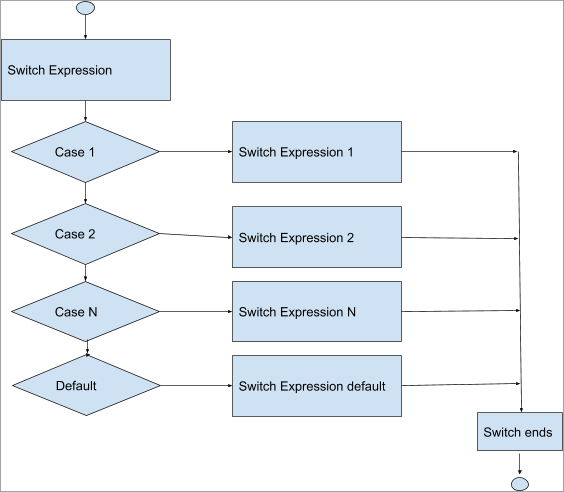 Switch Expression
Case 1
Switch Expression 1
Case 2
Switch Expression 2
Case N
Switch Expression N
Default
Switch Expression default
Switch ends